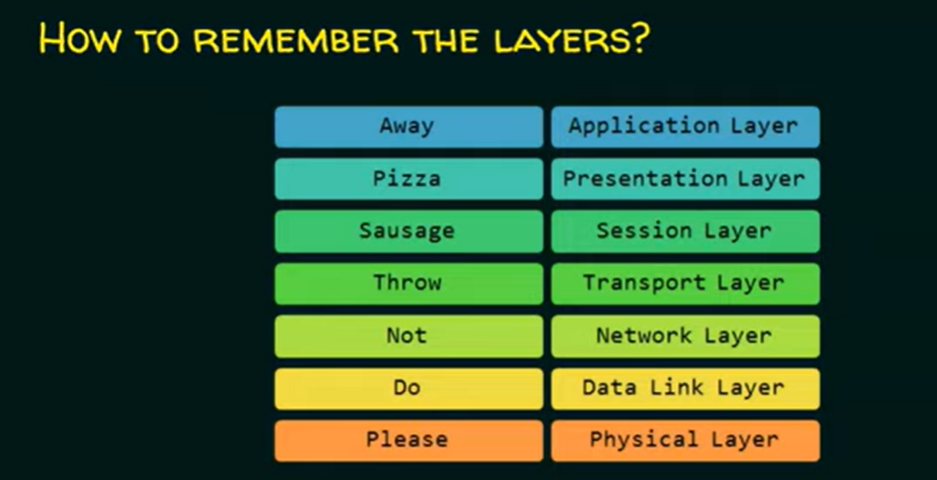 How to remember the layers?
Away Application Layer
Pizza Presentation Layer
Sausage Session Layer
Throw Transport Layer
Not Network Layer
Do Data Link Layer
Please Physical Layer